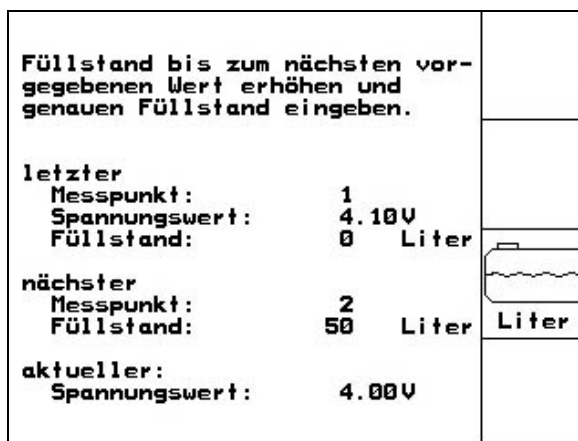 Füllstand bis zum nächsten vor-
gegebenen Wert erhöhen und
genauen Füllstand eingeben.
letzter
Messpunkt: 1
Spannungswert: 4.10V
Füllstand: 0 Liter
nächster
Messpunkt: 2
Füllstand: 50 Liter
aktueller:
Spannungswert: 4.00V
Liter